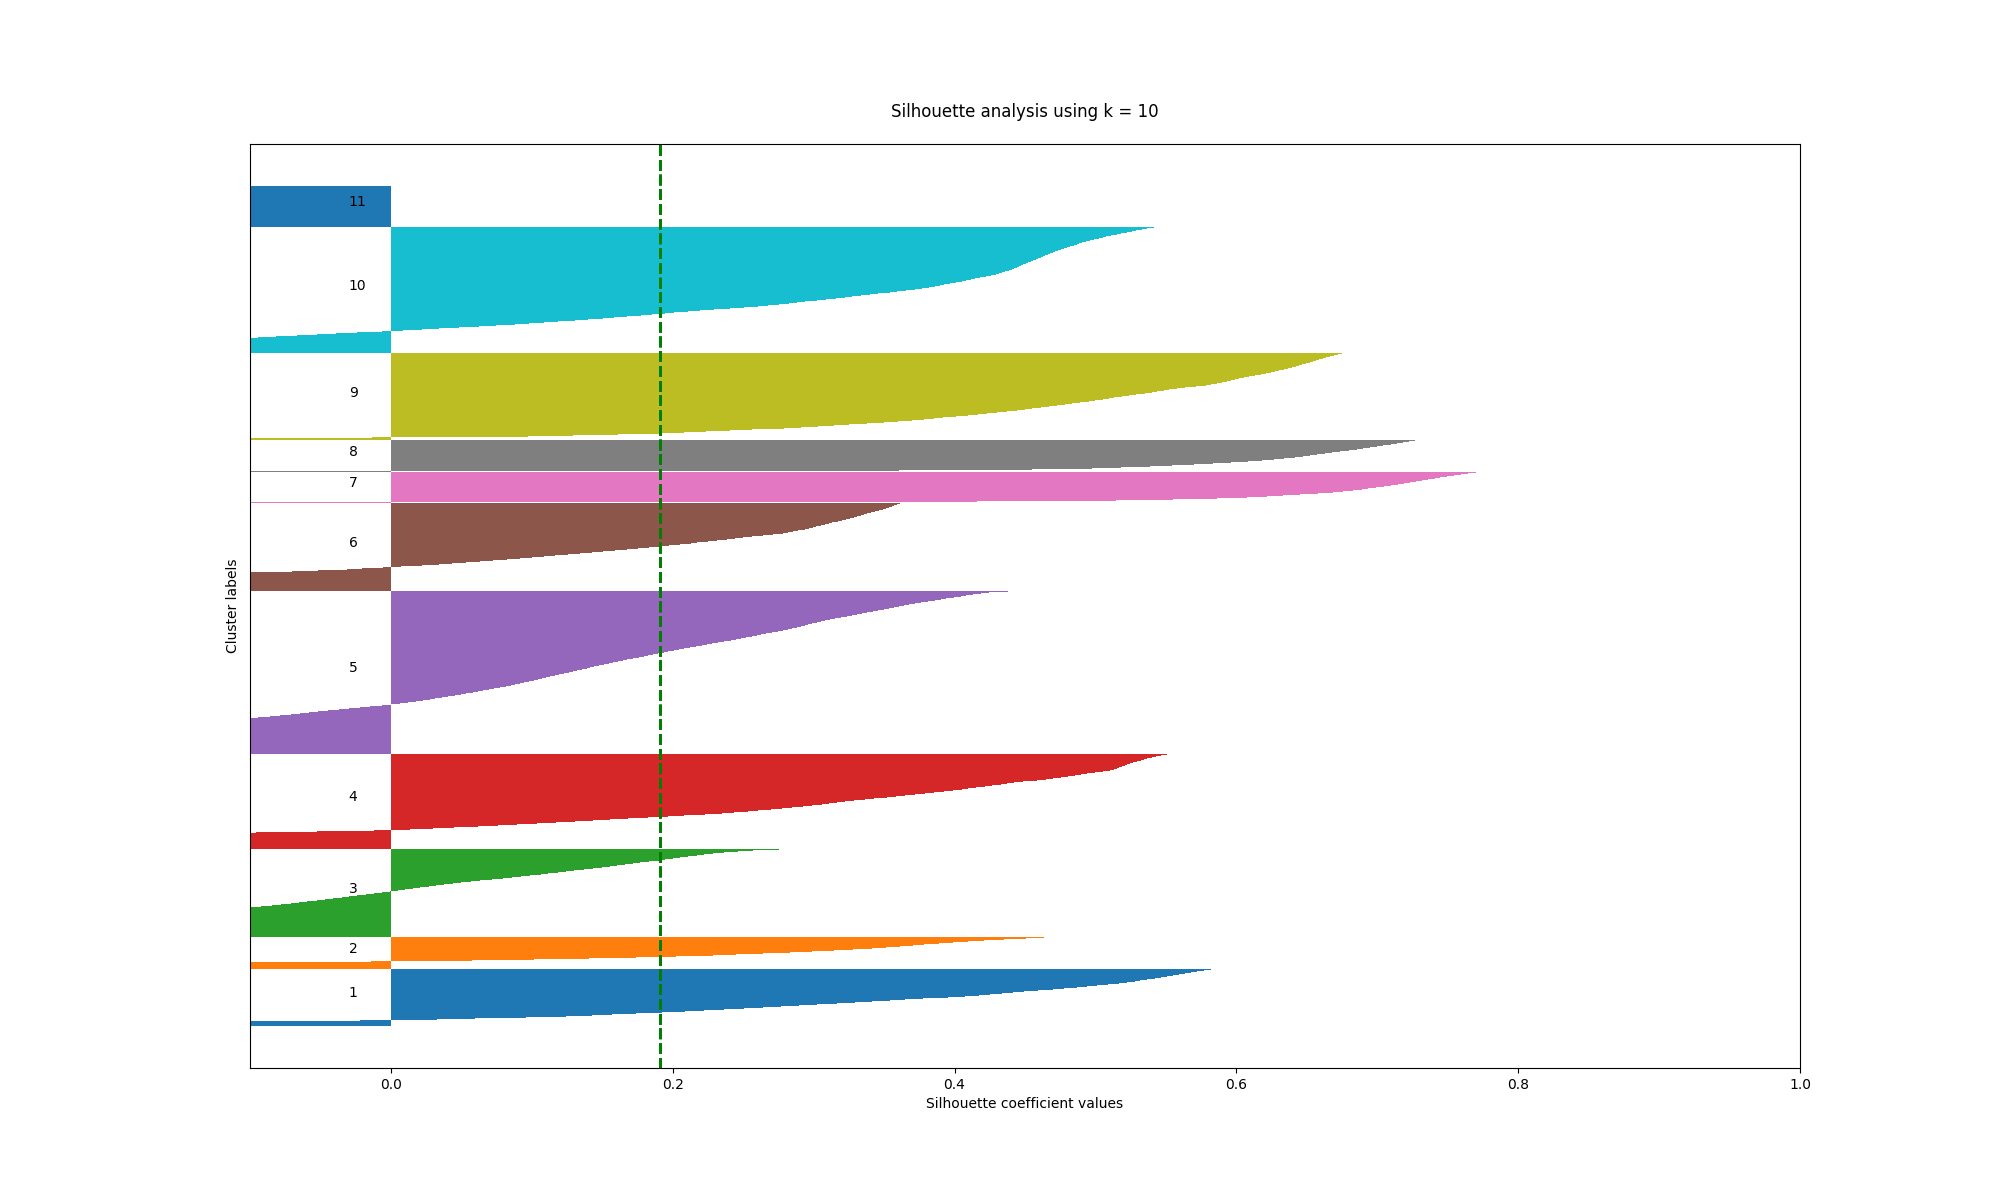 Silhouette analysis using k = 10
11
10
9
8
7
6
5
4
3
2
1
Cluster labels
0.0 0.2 0.4 0.6 0.8 1.0
Silhouette coefficient values